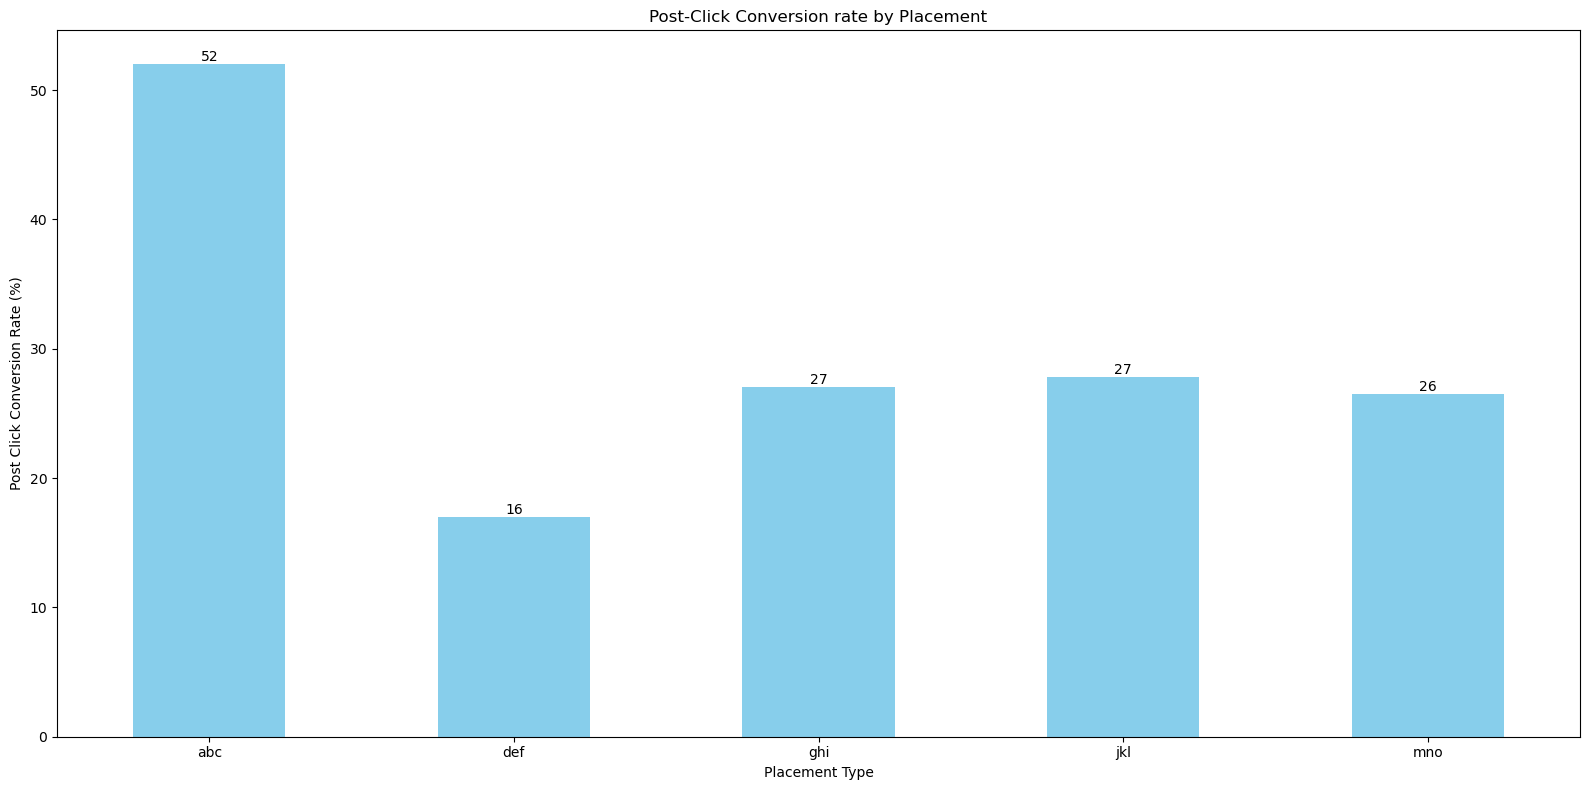 Post-Click Conversion rate by Placement
52
50
40
30
27
27
26
20
16
10
0
Post Click Conversion Rate (%)
abc
def
ghi
jkl
mno
Placement Type